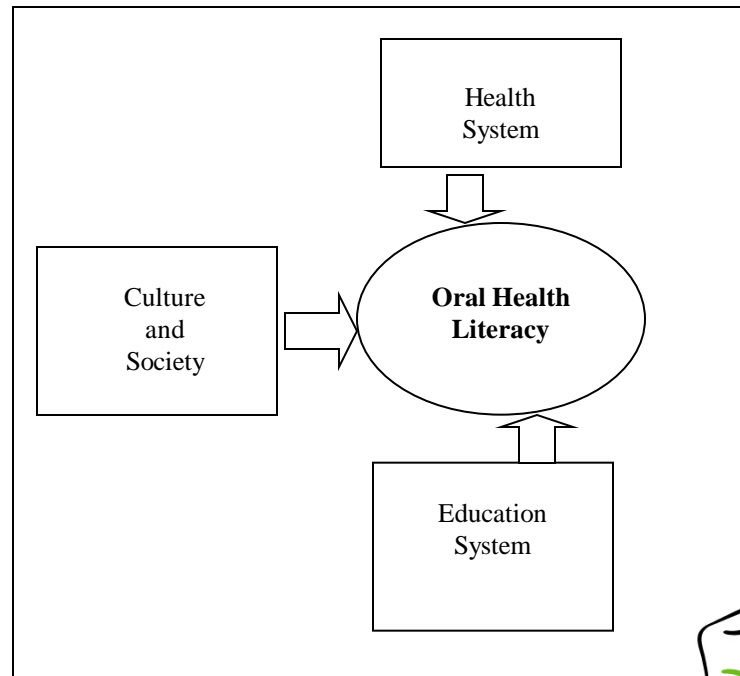 Health
System
Culture
and
Society
Oral Health
Literacy
Education
System